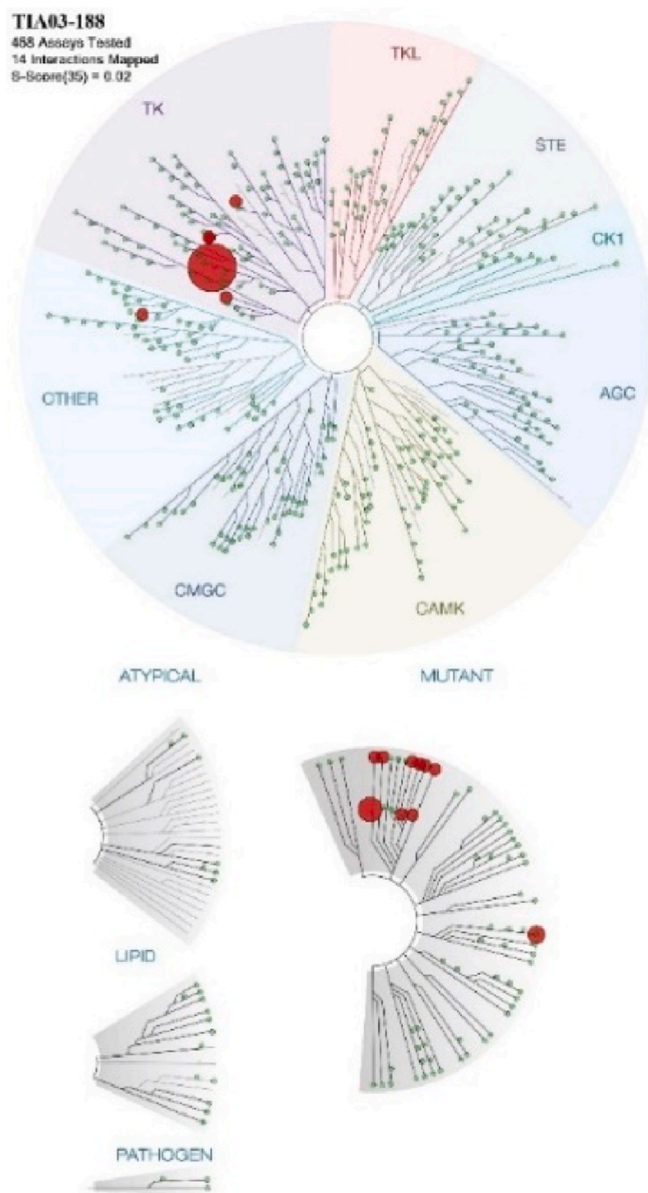 TIA03-188
468 Assays Tested
14 Interactions Mapped
S-Score(35) = 0.02
TKL
TK
STE
CK1
OTHER
AGC
CMGC
CAMK
ATYPICAL
MUTANT
LIPID
PATHOGEN